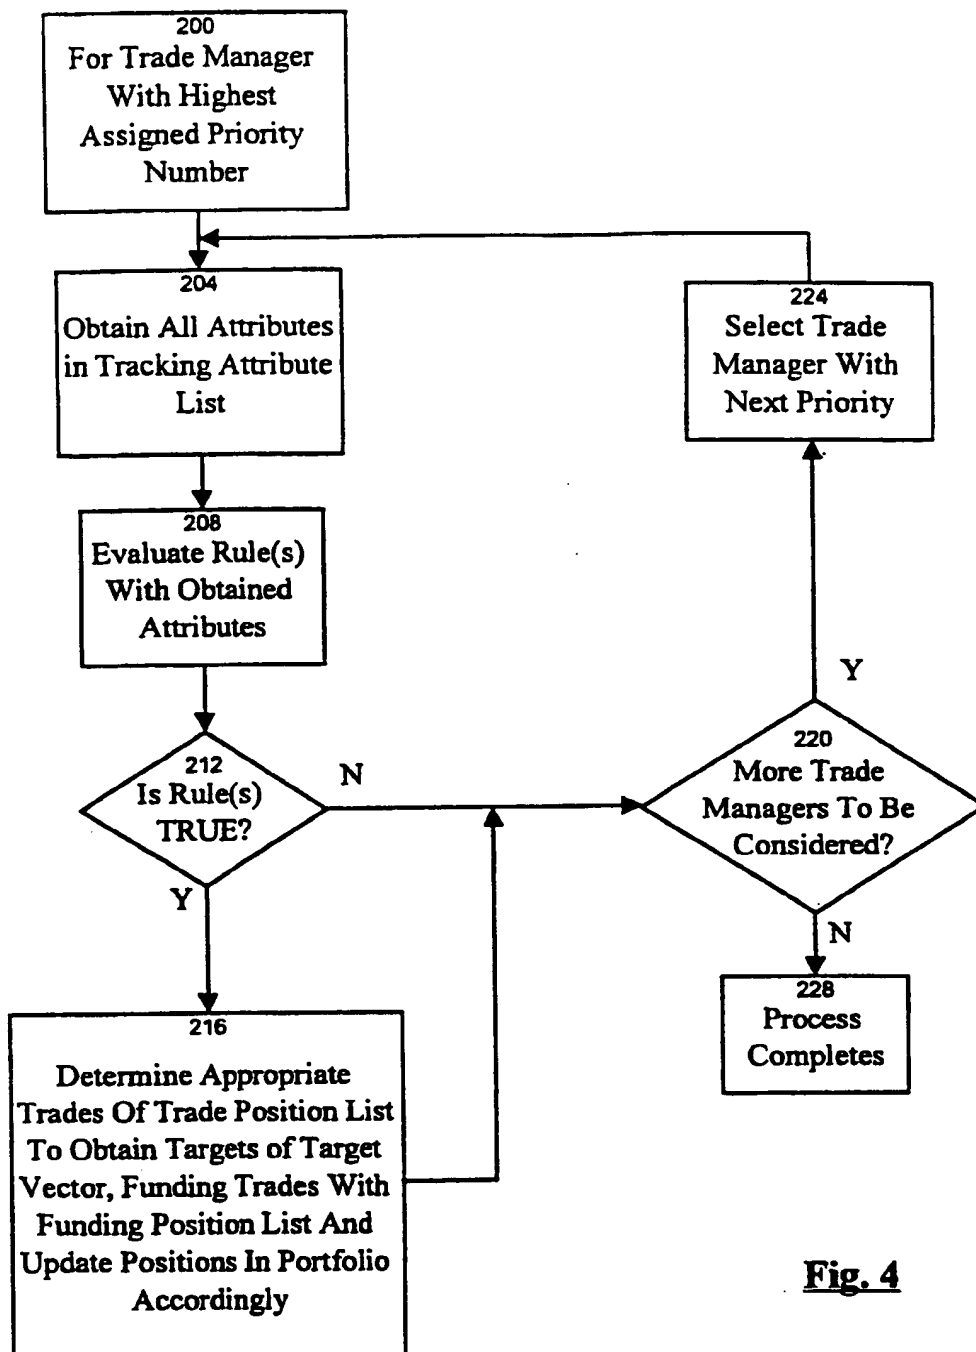 200
For Trade Manager
With Highest
Assigned Priority
Number
204
Obtain All Attributes
in Tracking Attribute
List
208
Evaluate Rule(s)
With Obtained
Attributes
212
Is Rule(s)
TRUE?
N
Y
216
Determine Appropriate
Trades Of Trade Position List
To Obtain Targets of Target
Vector, Funding Trades With
Funding Position List And
Update Positions In Portfolio
Accordingly
224
Select Trade
Manager With
Next Priority
Y
220
More Trade
Managers To Be
Considered?
N
228
Process
Completes
Fig. 4